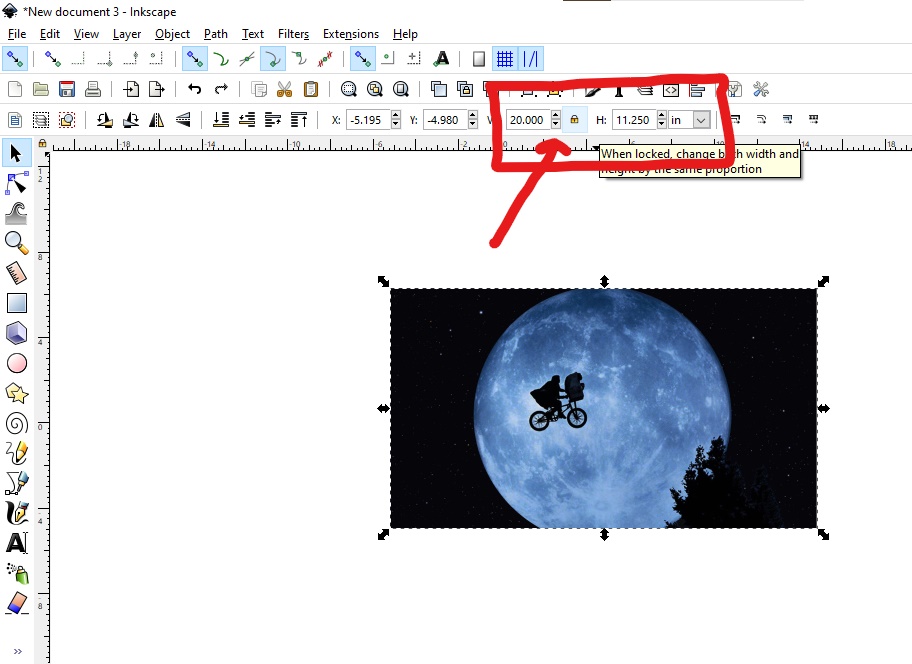 *New document 3 - Inkscape
File Edit View Layer Object Path Text Filters Extensions Help
X: -5.195 Y: -4.980 20.000 H: 11.250 in
When locked, change both width and
height by the same proportion